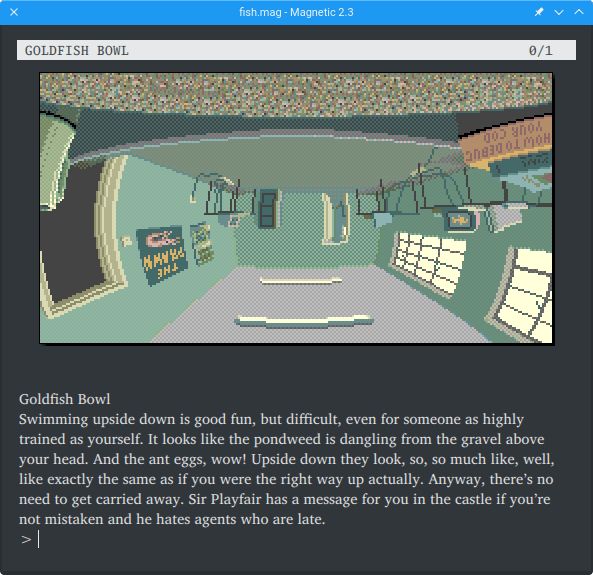 fish.mag - Magnetic 2.3
GOLDFISH BOWL 0/1
HOW TO DEBUG
YOUR COD
THE
PRAWN
Goldfish Bowl
Swimming upside down is good fun, but difficult, even for someone as highly
trained as yourself. It looks like the pondweed is dangling from the gravel above
your head. And the ant eggs, wow! Upside down they look, so, so much like, well,
like exactly the same as if you were the right way up actually. Anyway, there’s no
need to get carried away. Sir Playfair has a message for you in the castle if you’re
not mistaken and he hates agents who are late.
>